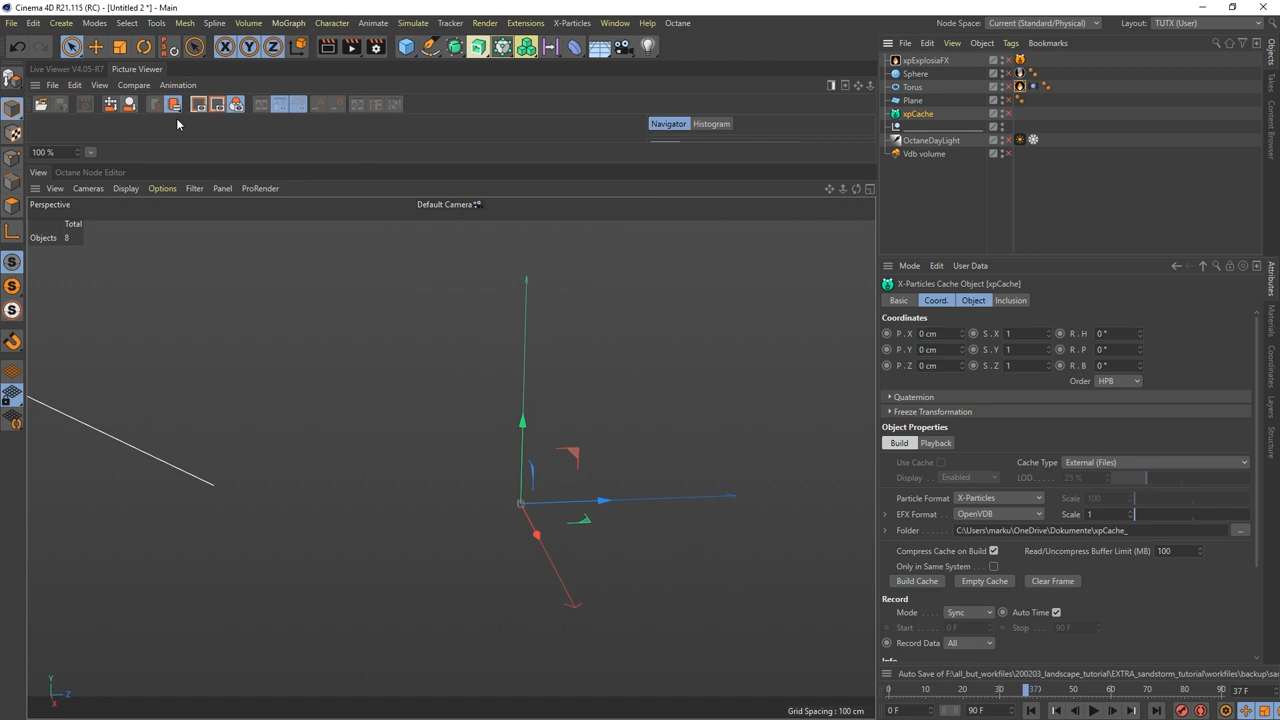 Cinema 4D R21.115 (RC) - [Untitled 2 *] - Main
File Edit Create Modes Select Tools Mesh Spline Volume MoGraph Character Animate Simulate Tracker Render Extensions X-Particles Window Help Octane
Node Space: Current (Standard/Physical) Layout: TUTX (User)
PSR X Y Z
Live Viewer V4.05-R7 Picture Viewer
File Edit View Compare Animation
Navigator Histogram
100 %
View Octane Node Editor
View Cameras Display Options Filter Panel ProRender
Perspective Default Camera
Total
Objects 8
Y
Z
X
Grid Spacing : 100 cm
File Edit View Object Tags Bookmarks
xpExplosiaFX
Sphere
Torus
Plane
xpCache
OctaneDayLight
Vdb volume
Objects
Takes
Content Browser
Mode Edit User Data
X-Particles Cache Object [xpCache]
Basic Coord. Object Inclusion
Coordinates
P . X 0 cm S . X 1 R . H 0 °
P . Y 0 cm S . Y 1 R . P 0 °
P . Z 0 cm S . Z 1 R . B 0 °
Order HPB
Quaternion
Freeze Transformation
Object Properties
Build Playback
Use Cache Cache Type External (Files)
Display . . Enabled LOD. . . . . 25 %
Particle Format X-Particles Scale 100
EFX Format . . OpenVDB Scale 1
Folder . . . . . . C:\Users\marku\OneDrive\Dokumente\xpCache_ ...
Compress Cache on Build Read/Uncompress Buffer Limit (MB) 100
Only in Same System . . .
Build Cache Empty Cache Clear Frame
Record
Mode . . . . Sync Auto Time
Start . . . . . 0 F Stop . . . 90 F
Record Data All
Info
Attributes
Materials
Coordinates
Layers
Structure
Auto Save of F:\all_but_workfiles\200203_landscape_tutorial\EXTRA_sandstorm_tutorial\workfiles\backup\sa
0 10 20 30 37 50 60 70 80 90 37 F
0 F 90 F